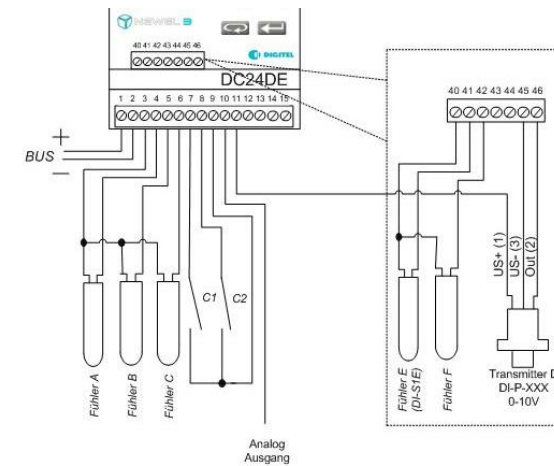 NEWEL 3
40 41 42 43 44 45 46
DIGITEL
DC24DE
1 2 3 4 5 6 7 8 9 10 11 12 13 14 15
+
BUS
−
40 41 42 43 44 45 46
US+ (1)
US- (3)
Out (2)
C1
C2
Fühler A
Fühler B
Fühler C
Fühler E
(DI-S1E)
Fühler F
Transmitter D
DI-P-XXX
0-10V
Analog
Ausgang